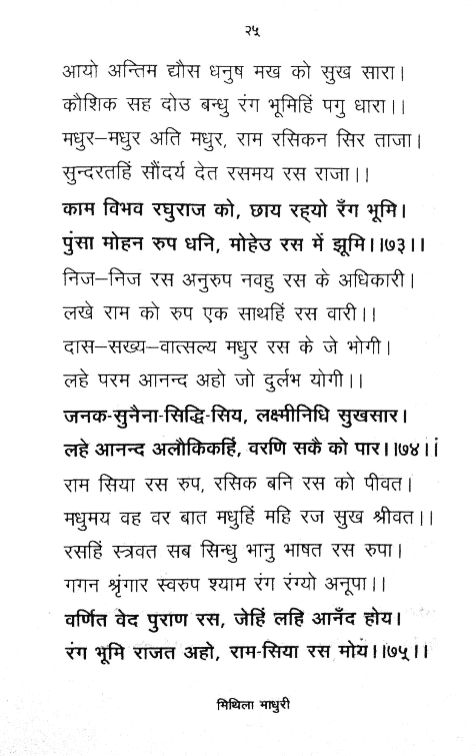 २५
आयो अन्तिम द्यौस धनुष मख को सुख सारा।
कौशिक सह दोउ बन्धु रंग भूमिहिं पगु धारा।।
मधुर–मधुर अति मधुर, राम रसिकन सिर ताजा।
सुन्दरतहिं सौंदर्य देत रसमय रस राजा।।
काम विभव रघुराज को, छाय रह्यो रँग भूमि।
पुंसा मोहन रुप धनि, मोहेउ रस में झूमि।।७३।।
निज–निज रस अनुरुप नवहु रस के अधिकारी।
लखे राम को रुप एक साथहिं रस वारी।।
दास–सख्य–वात्सल्य मधुर रस के जे भोगी।
लहे परम आनन्द अहो जो दुर्लभ योगी।।
जनक-सुनैना-सिद्धि-सिय, लक्ष्मीनिधि सुखसार।
लहे आनन्द अलौकिकहिं, वरणि सकै को पार।।७४।।
राम सिया रस रुप, रसिक बनि रस को पीवत।
मधुमय वह वर बात मधुहिं महि रज सुख श्रीवत।।
रसहिं स्त्रवत सब सिन्धु भानु भाषत रस रुपा।
गगन श्रृंगार स्वरुप श्याम रंग रंग्यो अनूपा।।
वर्णित वेद पुराण रस, जेहिं लहि आनँद होय।
रंग भूमि राजत अहो, राम-सिया रस मोय।।७५।।
मिथिला माधुरी